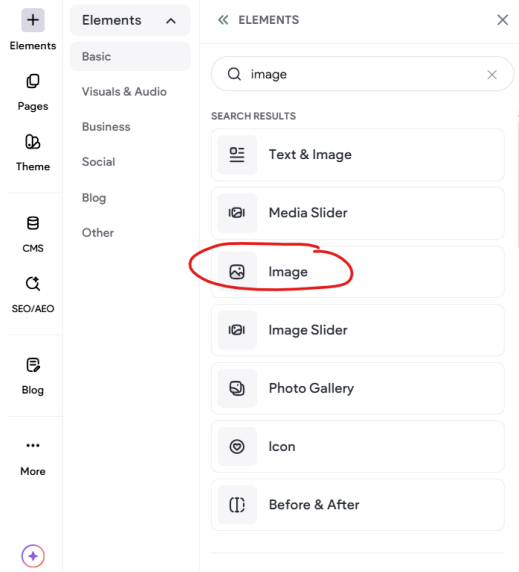 Elements
Pages
Theme
CMS
SEO/AEO
Blog
More
Elements
Basic
Visuals & Audio
Business
Social
Blog
Other
ELEMENTS
image
SEARCH RESULTS
Text & Image
Media Slider
Image
Image Slider
Photo Gallery
Icon
Before & After